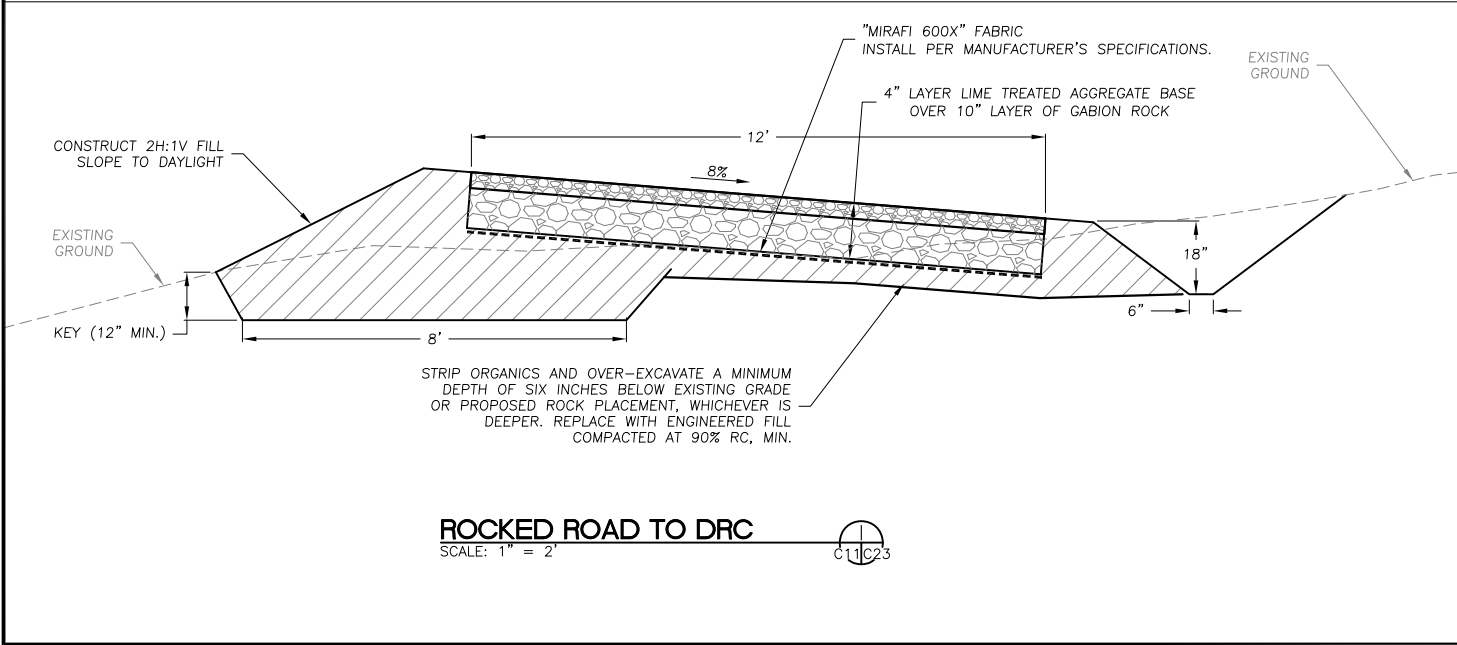 "MIRAFI 600X" FABRIC
INSTALL PER MANUFACTURER'S SPECIFICATIONS.
EXISTING
GROUND
4" LAYER LIME TREATED AGGREGATE BASE
OVER 10" LAYER OF GABION ROCK
12'
CONSTRUCT 2H:1V FILL
SLOPE TO DAYLIGHT
8%
EXISTING
GROUND
18"
KEY (12" MIN.)
8'
6"
STRIP ORGANICS AND OVER-EXCAVATE A MINIMUM
DEPTH OF SIX INCHES BELOW EXISTING GRADE
OR PROPOSED ROCK PLACEMENT, WHICHEVER IS
DEEPER. REPLACE WITH ENGINEERED FILL
COMPACTED AT 90% RC, MIN.
ROCKED ROAD TO DRC
SCALE: 1" = 2'
C11 C23